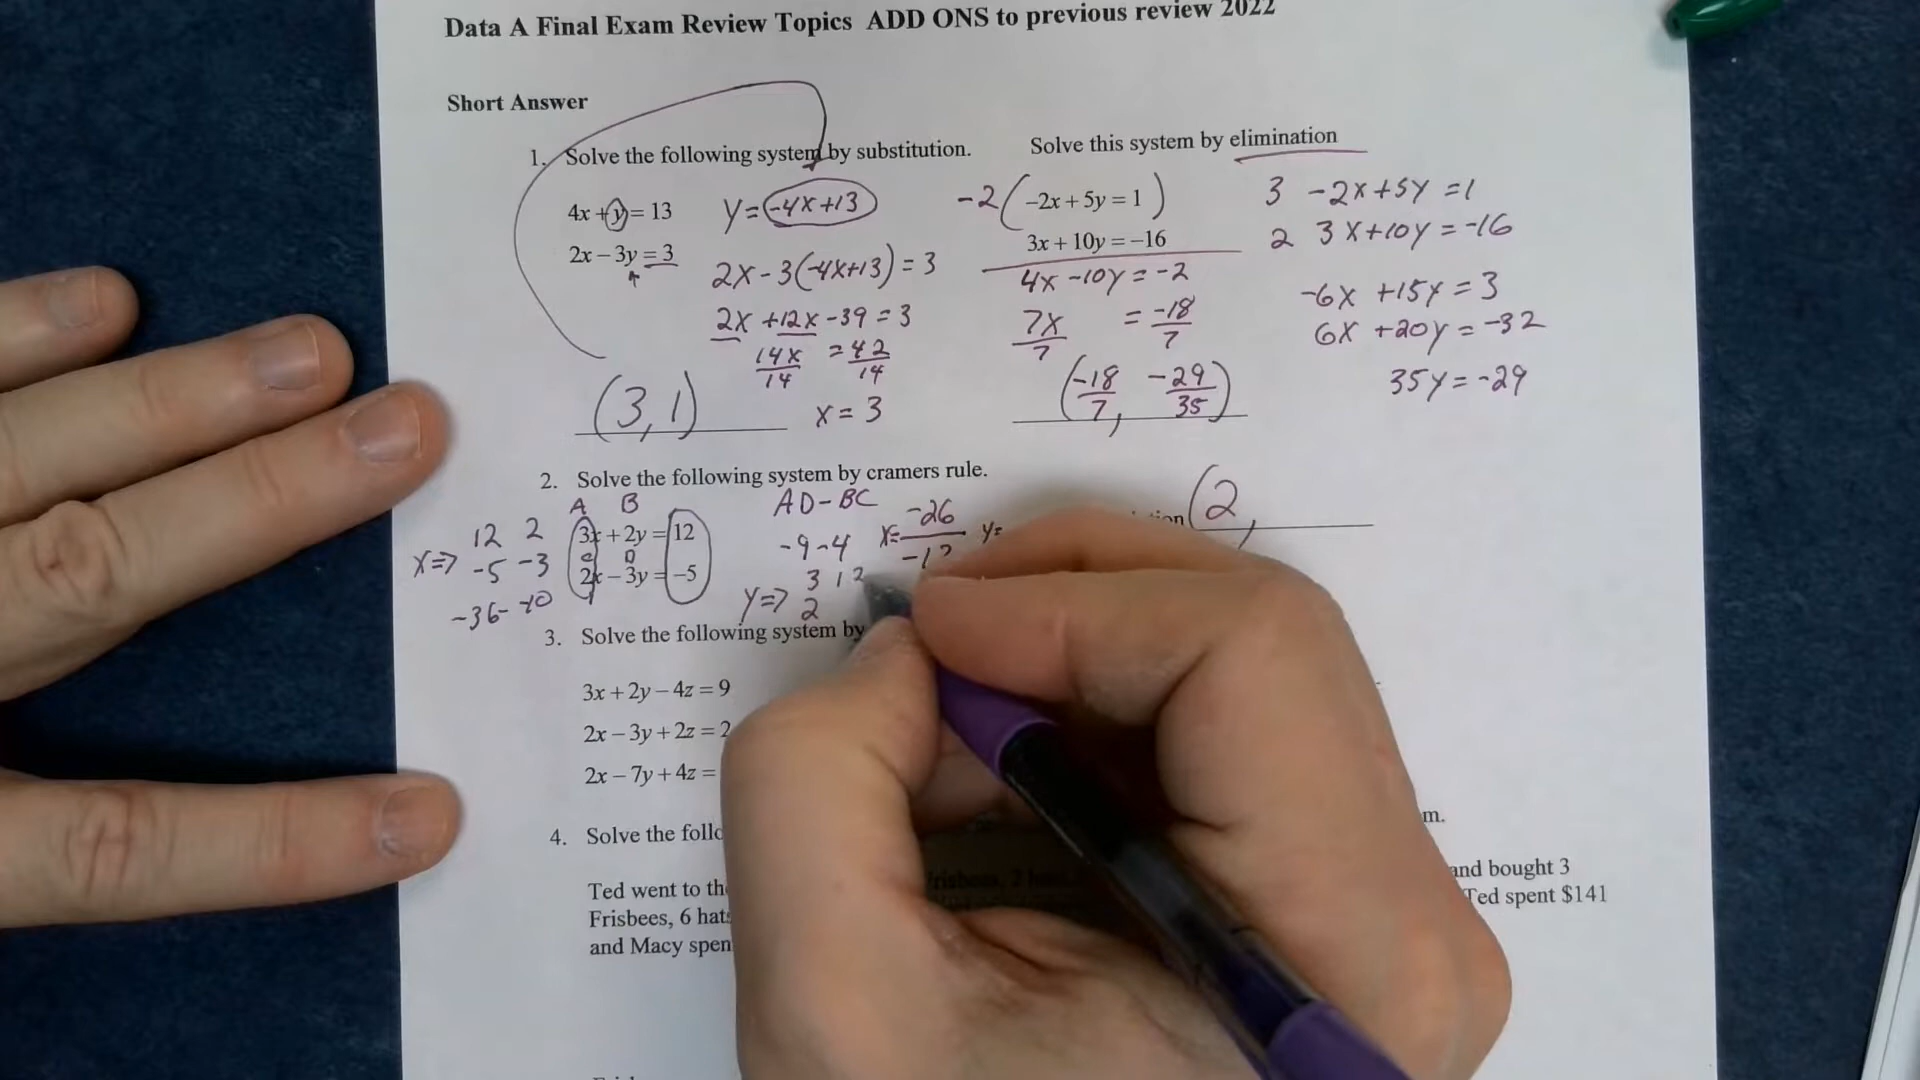 Data A Final Exam Review Topics ADD ONS to previous review 2022
Short Answer
1. Solve the following system by substitution.
4x + y = 13
2x – 3y = 3
y = -4x+13
2x - 3(-4x+13) = 3
2x +12x -39 = 3
14x/14 = 42/14
x = 3
(3,1)
Solve this system by elimination
-2( -2x + 5y = 1 )
3x + 10y = –16
4x -10y = -2
7x/7 = -18/7
(-18/7, -29/35)
3 -2x+5y = 1
2 3x+10y = -16
-6x +15y = 3
6x +20y = -32
35y = -29
2. Solve the following system by cramers rule.
A B
3x + 2y = 12
C D
2x – 3y = –5
12 2
x=> -5 -3
-36- -10
AD-BC
-9-4
x= -26
y=
3 12
y=> 2
(2,
3. Solve the following system by
3x + 2y – 4z = 9
2x – 3y + 2z = 2
2x – 7y + 4z =
4. Solve the
m.
Ted went to
and bought 3
Frisbees, 6 hats
Ted spent $141
and Macy